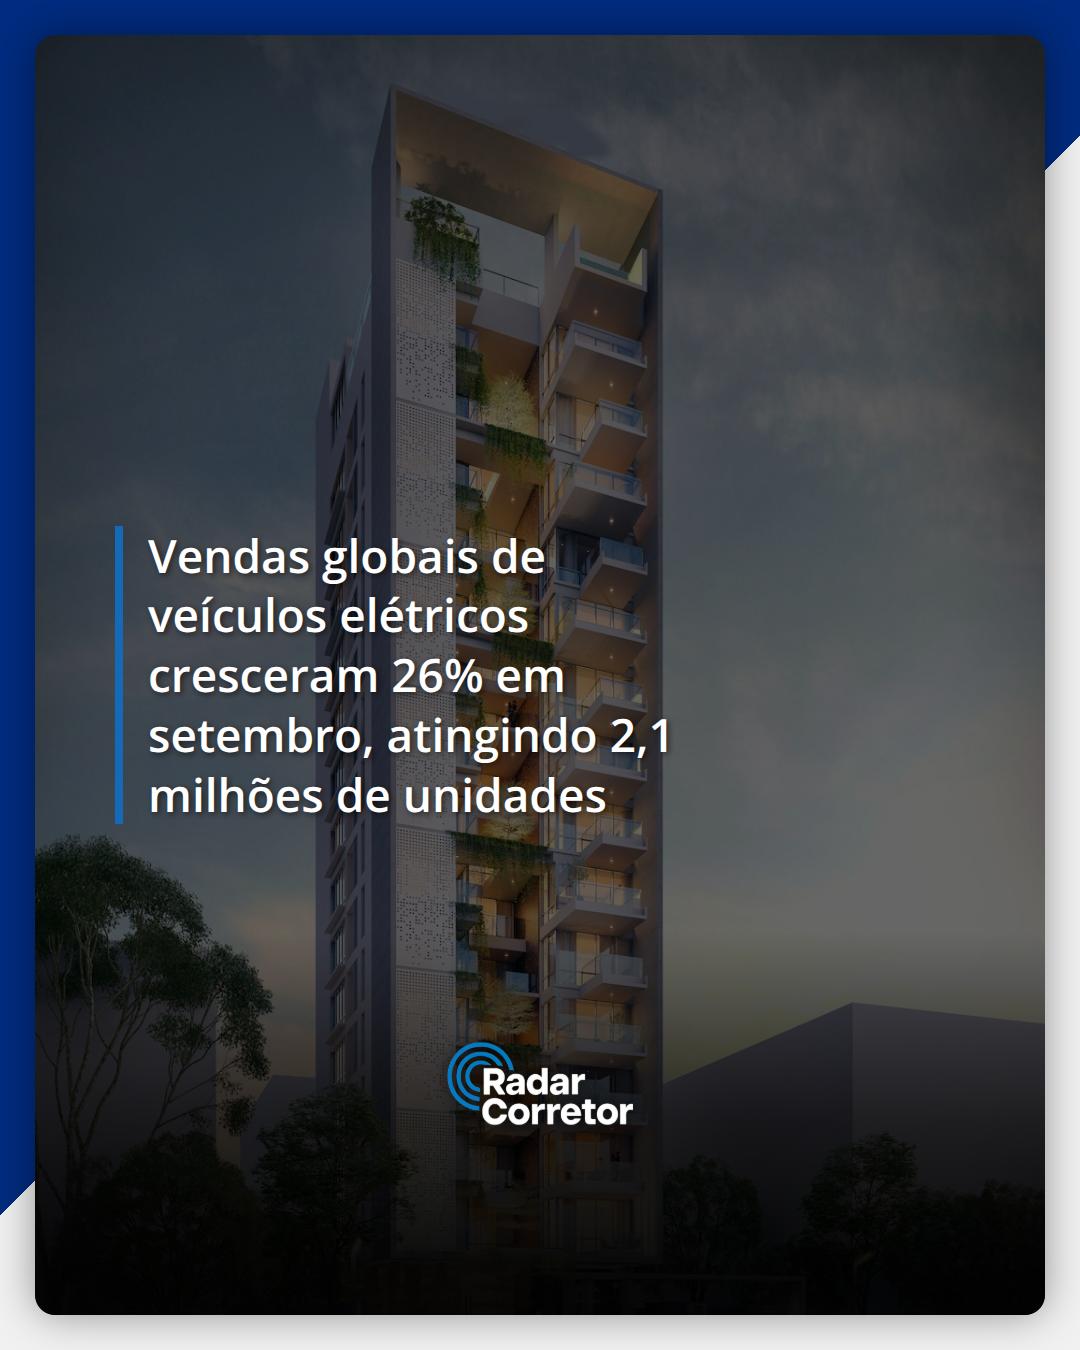 Vendas globais de
veículos elétricos
cresceram 26% em
setembro, atingindo 2,1
milhões de unidades
Radar
Corretor